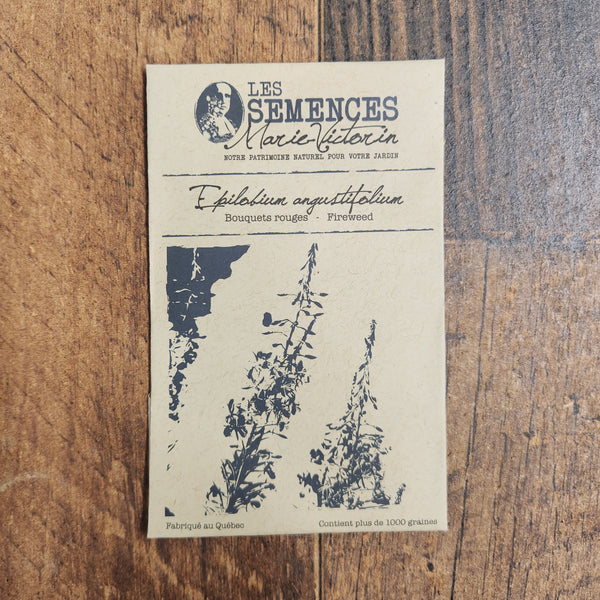 LES
SEMENCES
Marie-Victorin
NOTRE PATRIMOINE NATUREL POUR VOTRE JARDIN
Epilobium angustifolium
Bouquets rouges - Fireweed
Fabriqué au Québec
Contient plus de 1000 graines